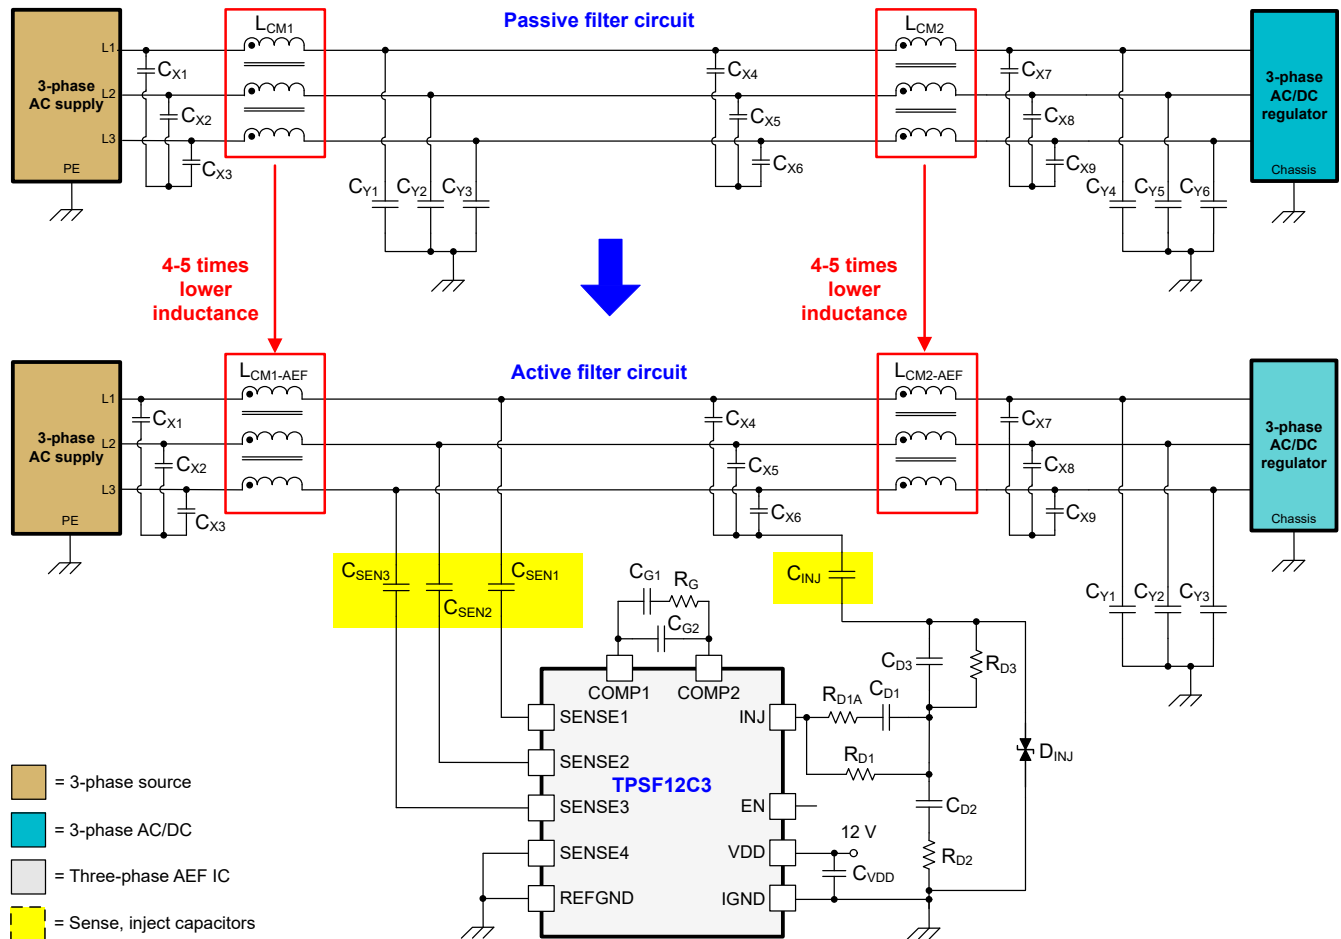 Passive filter circuit
LCM1
LCM2
L1
L2
L3
3-phase
AC supply
PE
CX1
CX2
CX3
CY1
CY2
CY3
CX4
CX5
CX6
CX7
CX8
CX9
CY4
CY5
CY6
3-phase
AC/DC
regulator
Chassis
4-5 times
lower
inductance
4-5 times
lower
inductance
Active filter circuit
LCM1-AEF
LCM2-AEF
L1
L2
L3
3-phase
AC supply
PE
CX1
CX2
CX3
CX4
CX5
CX6
CX7
CX8
CX9
3-phase
AC/DC
regulator
Chassis
CSEN3
CSEN2
CSEN1
CINJ
CY1
CY2
CY3
CG1
RG
CG2
COMP1
COMP2
SENSE1
SENSE2
SENSE3
SENSE4
REFGND
TPSF12C3
INJ
EN
VDD
IGND
RD1A
CD1
RD1
CD3
RD3
CD2
RD2
DINJ
12 V
CVDD
= 3-phase source
= 3-phase AC/DC
= Three-phase AEF IC
= Sense, inject capacitors